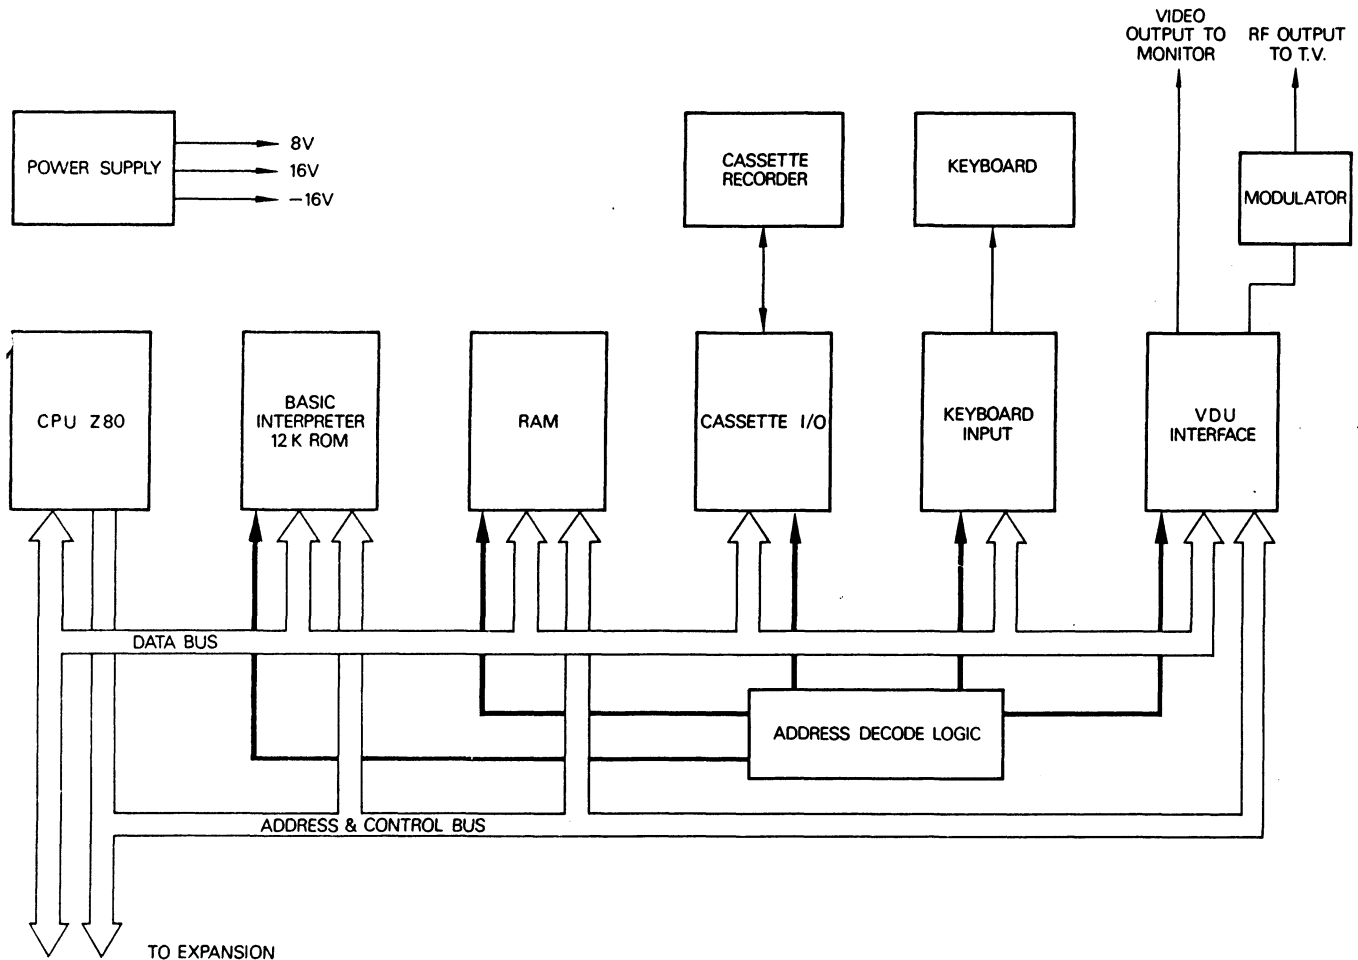 VIDEO
OUTPUT TO
MONITOR
RF OUTPUT
TO T.V.
POWER SUPPLY
8V
16V
–16V
CASSETTE
RECORDER
KEYBOARD
MODULATOR
CPU Z80
BASIC
INTERPRETER
12 K ROM
RAM
CASSETTE I/O
KEYBOARD
INPUT
VDU
INTERFACE
DATA BUS
ADDRESS DECODE LOGIC
ADDRESS & CONTROL BUS
TO EXPANSION